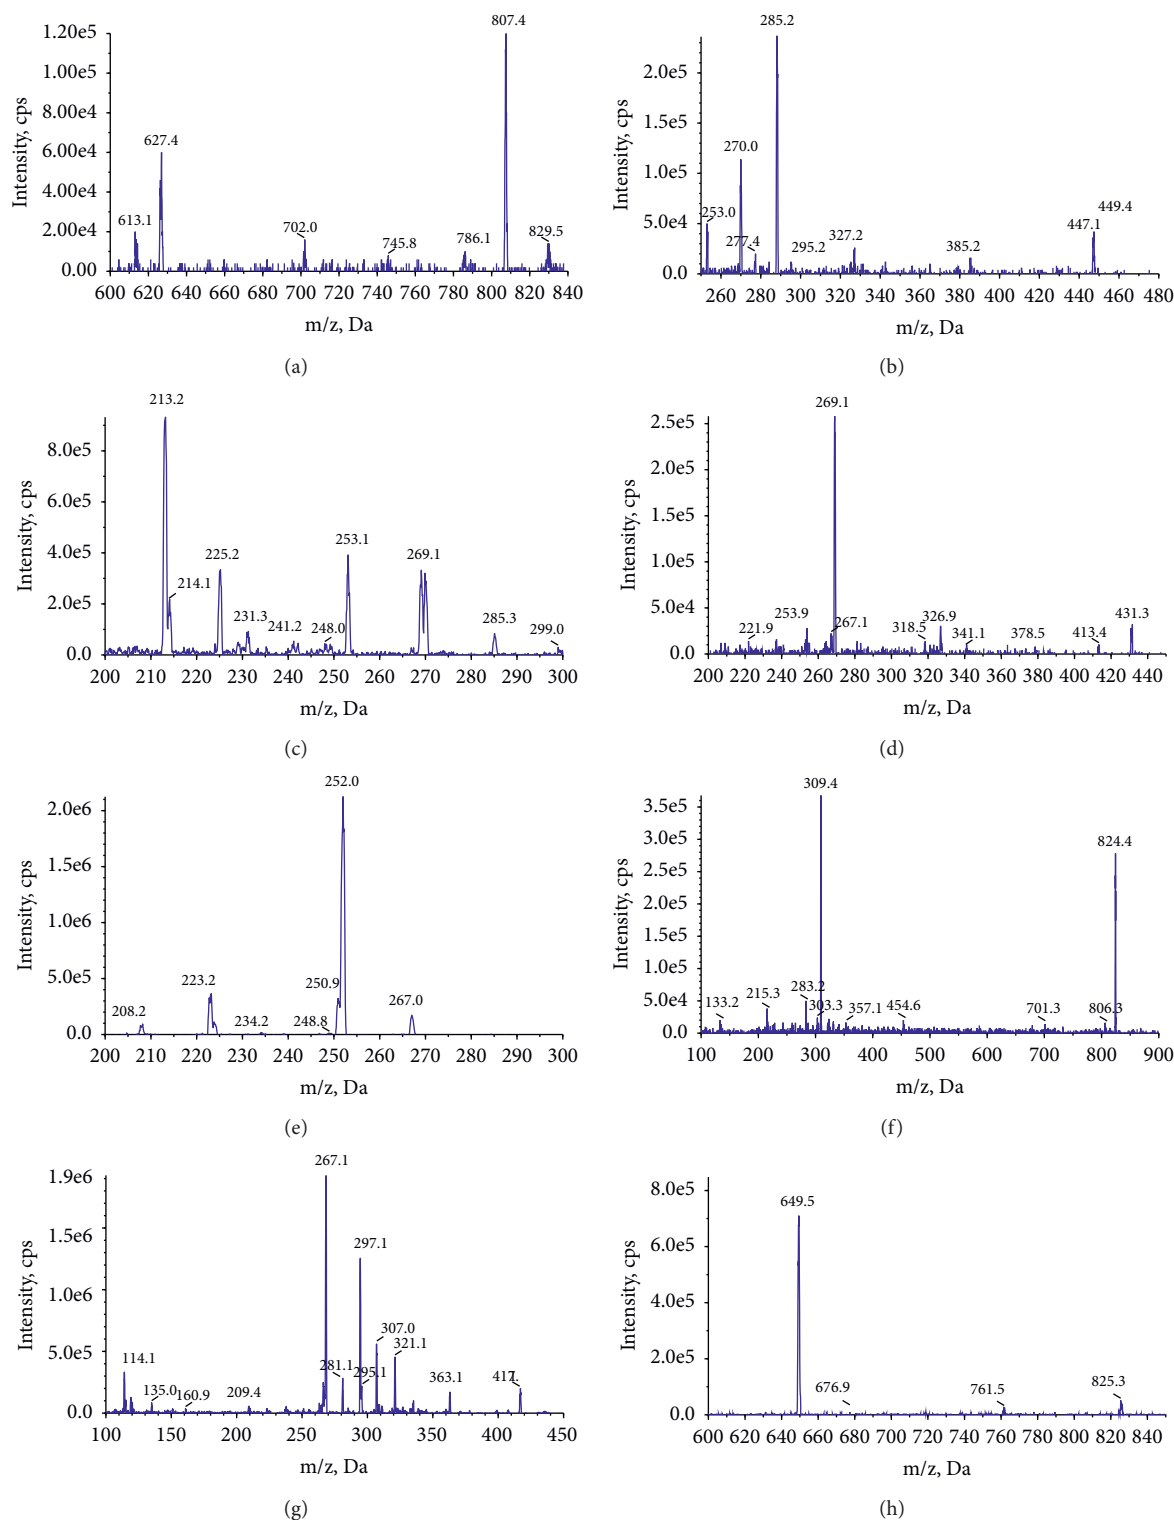 807.4
1.20e5
1.00e5
8.00e4
6.00e4
4.00e4
2.00e4
0.00
Intensity, cps
613.1
627.4
702.0
745.8
786.1
829.5
600 620 640 660 680 700 720 740 760 780 800 820 840
m/z, Da
(a)
285.2
2.0e5
1.5e5
1.0e5
5.0e4
0.0
Intensity, cps
253.0
270.0
277.4
295.2
327.2
385.2
447.1
449.4
260 280 300 320 340 360 380 400 420 440 460 480
m/z, Da
(b)
213.2
8.0e5
6.0e5
4.0e5
2.0e5
0.0
Intensity, cps
214.1
225.2
231.3
241.2
248.0
253.1
269.1
285.3
299.0
200 210 220 230 240 250 260 270 280 290 300
m/z, Da
(c)
269.1
2.5e5
2.0e5
1.5e5
1.0e5
5.0e4
0.0
Intensity, cps
221.9
253.9
267.1
318.5
326.9
341.1
378.5
413.4
431.3
200 220 240 260 280 300 320 340 360 380 400 420 440
m/z, Da
(d)
252.0
2.0e6
1.5e6
1.0e6
5.0e5
0.0
Intensity, cps
208.2
223.2
234.2
248.8
250.9
267.0
200 210 220 230 240 250 260 270 280 290 300
m/z, Da
(e)
309.4
3.5e5
3.0e5
2.5e5
2.0e5
1.5e5
1.0e5
5.0e4
0.0
Intensity, cps
133.2
215.3
283.2
303.3
357.1
454.6
701.3
806.3
824.4
100 200 300 400 500 600 700 800 900
m/z, Da
(f)
267.1
1.9e6
1.5e6
1.0e6
5.0e5
0.0
Intensity, cps
114.1
135.0
160.9
209.4
281.1
295.1
297.1
307.0
321.1
363.1
417.
100 150 200 250 300 350 400 450
m/z, Da
(g)
8.0e5
6.0e5
4.0e5
2.0e5
0.0
Intensity, cps
649.5
676.9
761.5
825.3
600 620 640 660 680 700 720 740 760 780 800 820 840
m/z, Da
(h)